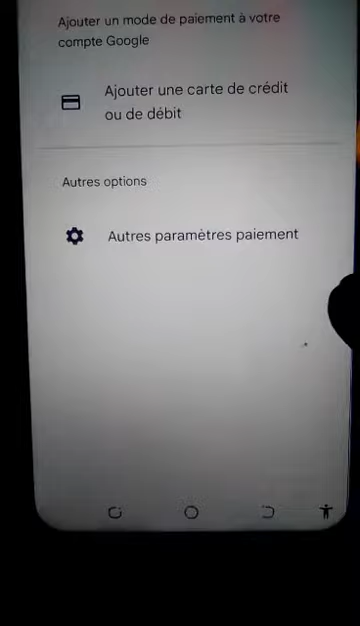 Ajouter un mode de paiement à votre
compte Google
Ajouter une carte de crédit
ou de débit
Autres options
Autres paramètres paiement